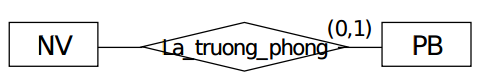 (0,1)
NV La_truong_phong PB